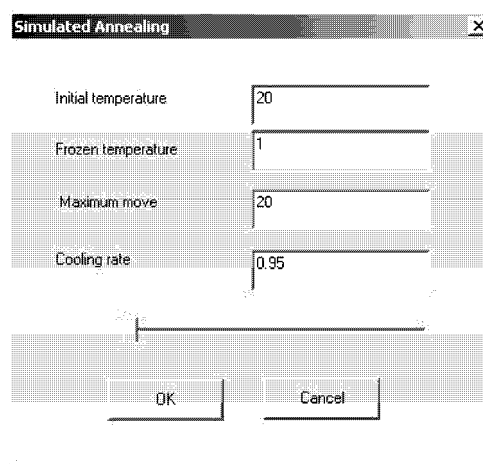 Simulated Annealing
Initial temperature 20
Frozen temperature 1
Maximum move 20
Cooling rate 0.95
OK Cancel